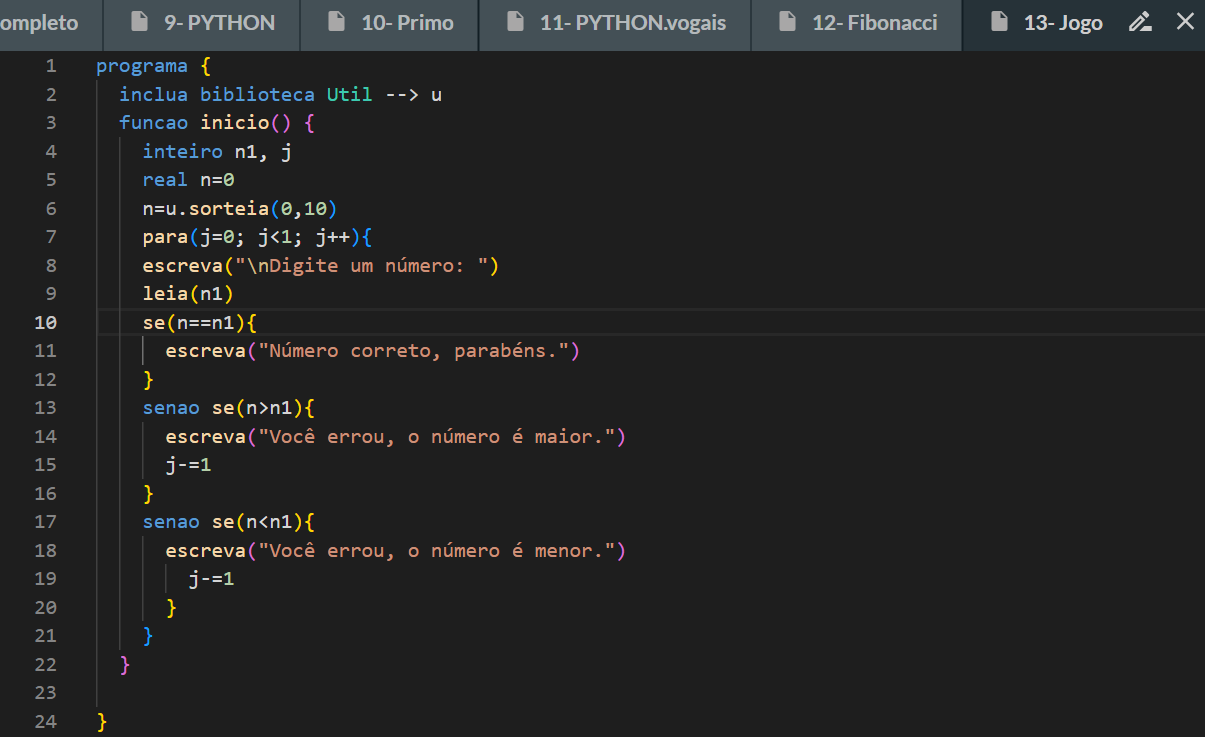 ompleto 9- PYTHON 10- Primo 11- PYTHON.vogais 12- Fibonacci 13- Jogo
1 programa {
2 inclua biblioteca Util --> u
3 funcao inicio() {
4 inteiro n1, j
5 real n=0
6 n=u.sorteia(0,10)
7 para(j=0; j<1; j++){
8 escreva("\nDigite um número: ")
9 leia(n1)
10 se(n==n1){
11 escreva("Número correto, parabéns.")
12 }
13 senao se(n>n1){
14 escreva("Você errou, o número é maior.")
15 j-=1
16 }
17 senao se(n<n1){
18 escreva("Você errou, o número é menor.")
19 j-=1
20 }
21 }
22 }
23
24 }